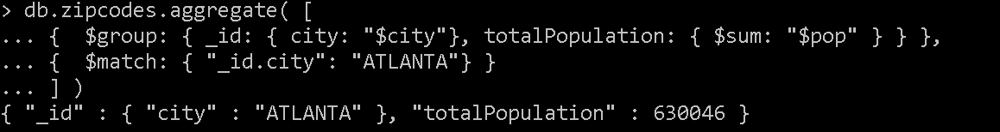 > db.zipcodes.aggregate( [
... {  $group: { _id: { city: "$city"}, totalPopulation: { $sum: "$pop" } } },
... {  $match: { "_id.city": "ATLANTA"} }
... ] )
{ "_id" : { "city" : "ATLANTA" }, "totalPopulation" : 630046 }